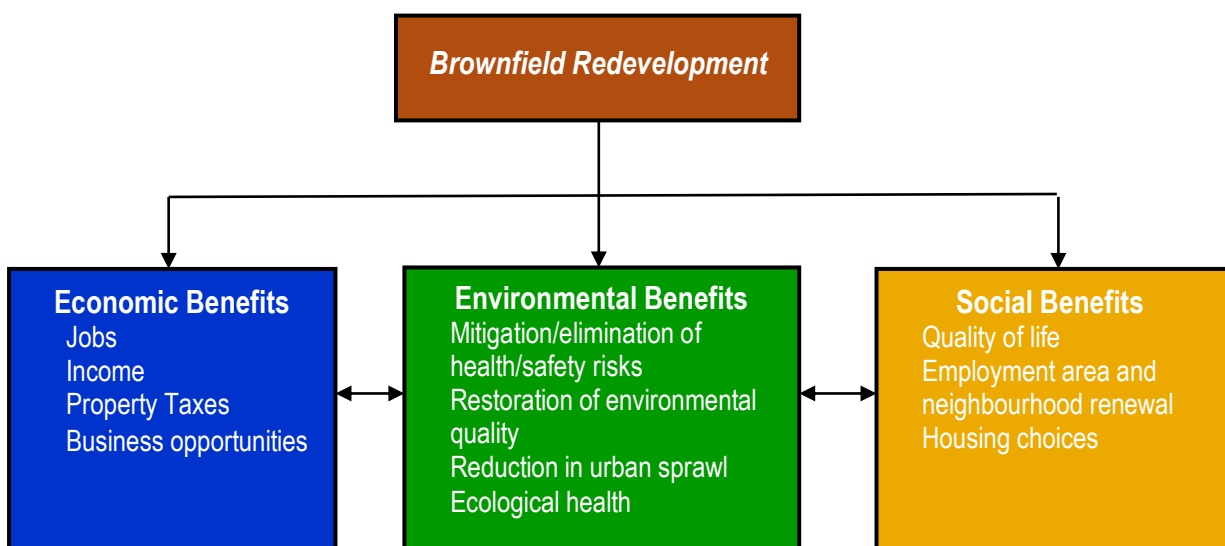 Brownfield Redevelopment
Economic Benefits
Jobs
Income
Property Taxes
Business opportunities
Environmental Benefits
Mitigation/elimination of
health/safety risks
Restoration of environmental
quality
Reduction in urban sprawl
Ecological health
Social Benefits
Quality of life
Employment area and
neighbourhood renewal
Housing choices